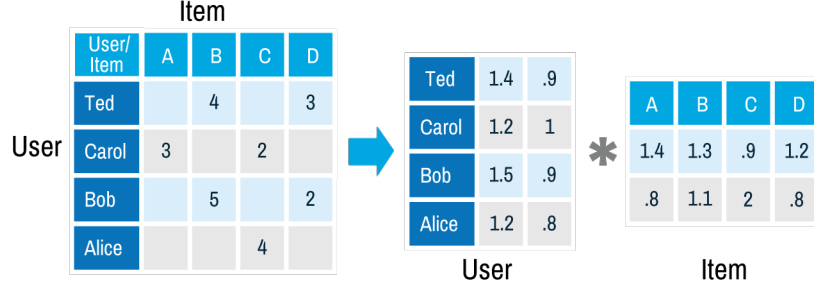 Item
User/
Item A B C D
Ted 4 3
User Carol 3 2
Bob 5 2
Alice 4
Ted 1.4 .9
Carol 1.2 1
Bob 1.5 .9
Alice 1.2 .8
User
*
A B C D
1.4 1.3 .9 1.2
.8 1.1 2 .8
Item